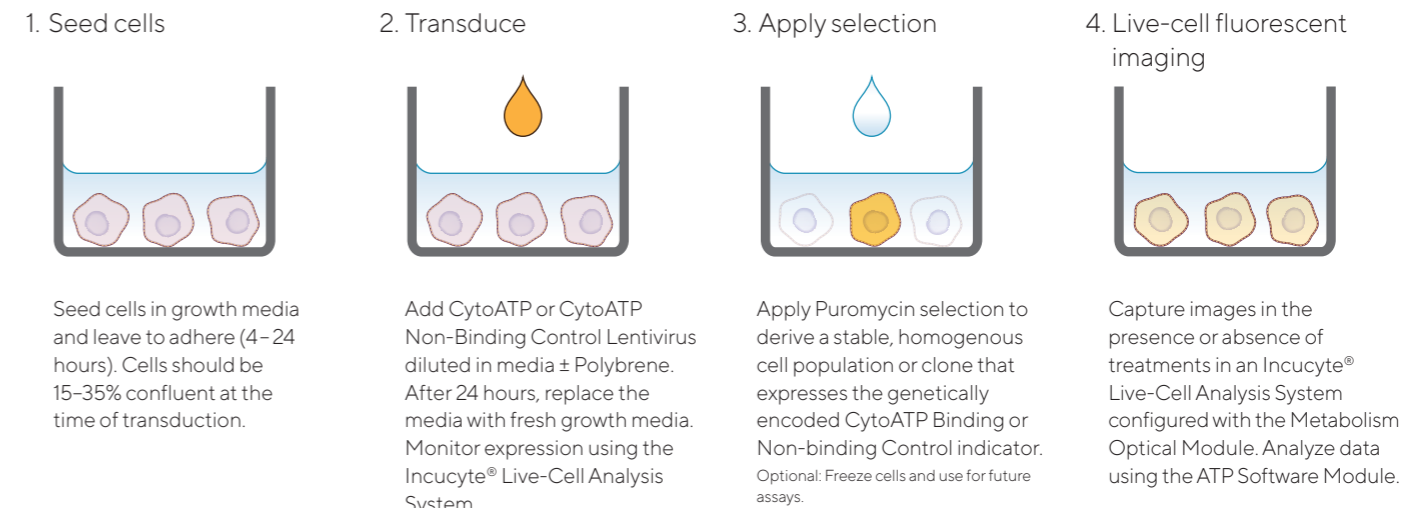 1. Seed cells
Seed cells in growth media
and leave to adhere (4–24
hours). Cells should be
15–35% confluent at the
time of transduction.
2. Transduce
Add CytoATP or CytoATP
Non-Binding Control Lentivirus
diluted in media ± Polybrene.
After 24 hours, replace the
media with fresh growth media.
Monitor expression using the
Incucyte® Live-Cell Analysis
System
3. Apply selection
Apply Puromycin selection to
derive a stable, homogenous
cell population or clone that
expresses the genetically
encoded CytoATP Binding or
Non-binding Control indicator.
Optional: Freeze cells and use for future
assays.
4. Live-cell fluorescent
imaging
Capture images in the
presence or absence of
treatments in an Incucyte®
Live-Cell Analysis System
configured with the Metabolism
Optical Module. Analyze data
using the ATP Software Module.